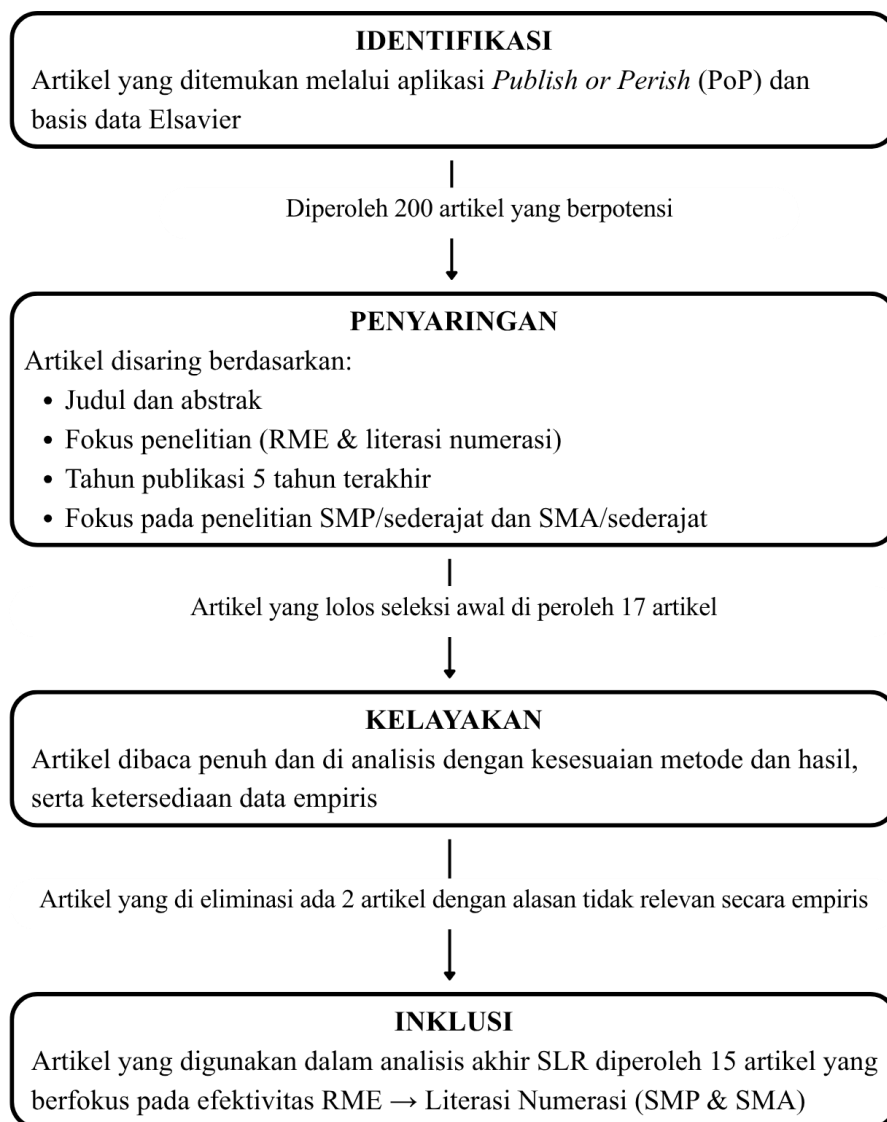 IDENTIFIKASI
Artikel yang ditemukan melalui aplikasi Publish or Perish (PoP) dan
basis data Elsavier
Diperoleh 200 artikel yang berpotensi
PENYARINGAN
Artikel disaring berdasarkan:
• Judul dan abstrak
• Fokus penelitian (RME & literasi numerasi)
• Tahun publikasi 5 tahun terakhir
• Fokus pada penelitian SMP/sederajat dan SMA/sederajat
Artikel yang lolos seleksi awal di peroleh 17 artikel
KELAYAKAN
Artikel dibaca penuh dan di analisis dengan kesesuaian metode dan hasil,
serta ketersediaan data empiris
Artikel yang di eliminasi ada 2 artikel dengan alasan tidak relevan secara empiris
INKLUSI
Artikel yang digunakan dalam analisis akhir SLR diperoleh 15 artikel yang
berfokus pada efektivitas RME → Literasi Numerasi (SMP & SMA)